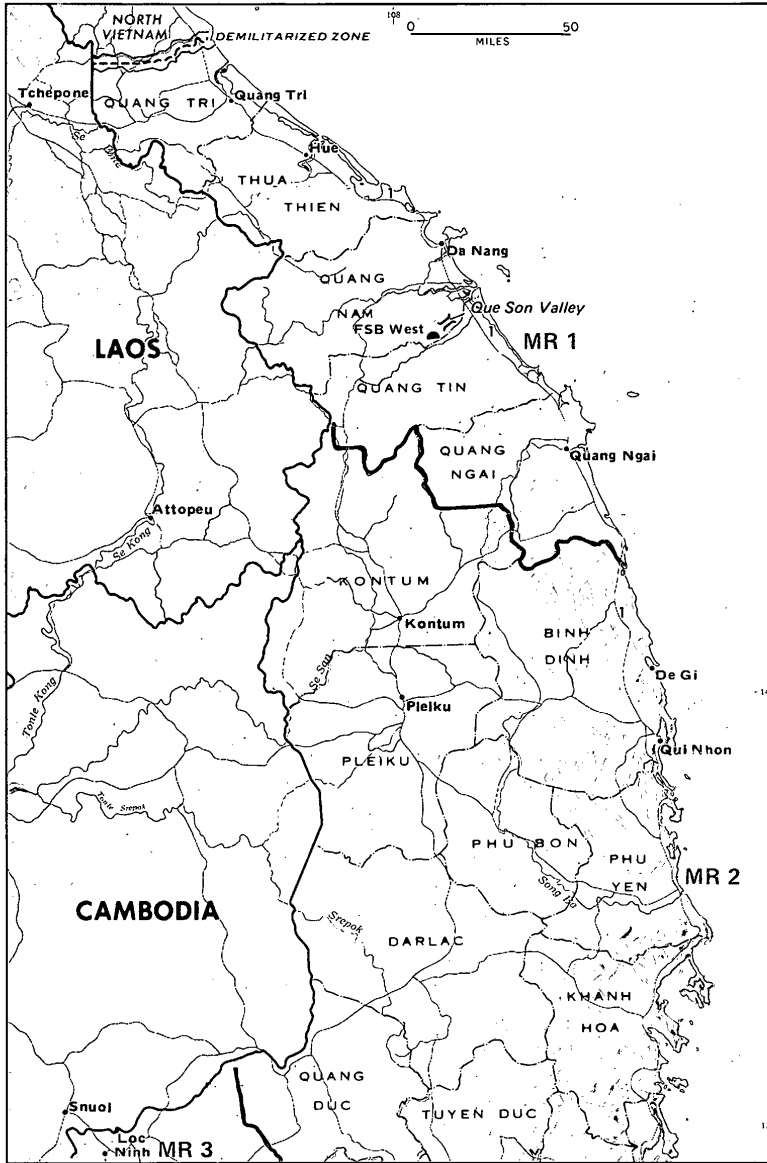 NORTH
VIETNAM
DEMILITARIZED ZONE
108
0 50
MILES
Tchepone
QUANG TRI
Quang Tri
Hue
THUA
THIEN
Da Nang
QUANG
NAM
Que Son Valley
FSB West
1
MR 1
LAOS
QUANG TIN
QUANG
NGAI
Quang Ngai
Attopeu
Se Kong
KONTUM
Kontum
1
BINH
DINH
Se San
De Gi
Tonle Kong
Pleiku
14
Qui Nhon
PLEIKU
Tonle Srepok
PHU BON
PHU
YEN
MR 2
Song Ba
CAMBODIA
Srepok
DARLAC
KHANH
HOA
QUANG
DUC
Snuol
TUYEN DUC
Loc
Ninh
MR 3